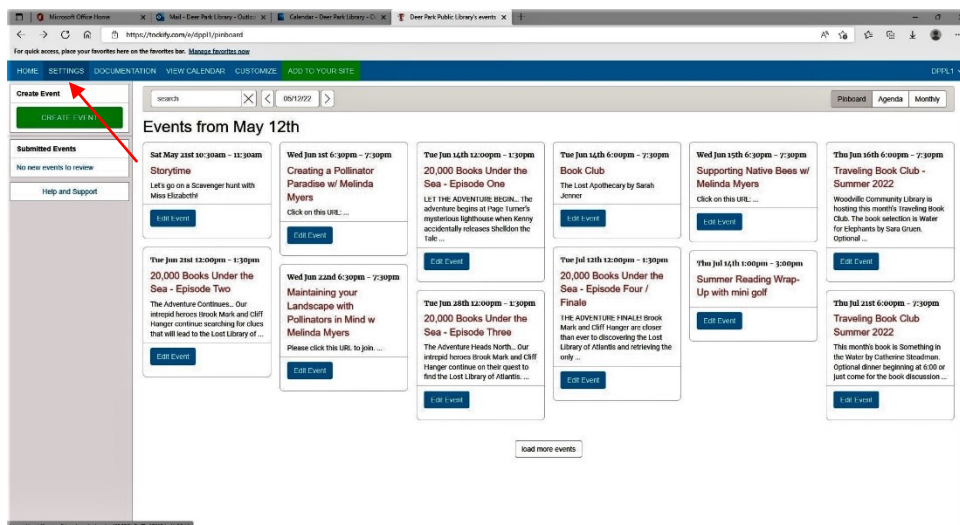 Microsoft Office Home
Mail - Deer Park Library - Outloo
Calendar - Deer Park Library - O
Deer Park Public Library's events
https://tockify.com/e/dppl1/pinboard
For quick access, place your favorites here on the favorites bar. Manage favorites now
HOME SETTINGS DOCUMENTATION VIEW CALENDAR CUSTOMIZE ADD TO YOUR SITE DPPL1
Create Event
CREATE EVENT
Submitted Events
No new events to review
Help and Support
search
05/12/22
Pinboard Agenda Monthly
Events from May 12th
Sat May 21st 10:30am - 11:30am
Storytime
Let's go on a Scavenger hunt with
Miss Elizabeth!
Edit Event
Tue Jun 21st 12:00pm - 1:30pm
20,000 Books Under the
Sea - Episode Two
The Adventure Continues... Our
intrepid heroes Brook Mark and Cliff
Hanger continue searching for clues
that will lead to the Lost Library of ...
Edit Event
Wed Jun 1st 6:30pm - 7:30pm
Creating a Pollinator
Paradise w/ Melinda
Myers
Click on this URL: ...
Edit Event
Wed Jun 22nd 6:30pm - 7:30pm
Maintaining your
Landscape with
Pollinators in Mind w
Melinda Myers
Please click this URL to join. ...
Edit Event
Tue Jun 14th 12:00pm - 1:30pm
20,000 Books Under the
Sea - Episode One
LET THE ADVENTURE BEGIN... The
adventure begins at Page Turner's
mysterious lighthouse when Kenny
accidentally releases Shelldon the
Tale ...
Edit Event
Tue Jun 28th 12:00pm - 1:30pm
20,000 Books Under the
Sea - Episode Three
The Adventure Heads North... Our
intrepid heroes Brook Mark and Cliff
Hanger continue on their quest to
find the Lost Library of Atlantis. ...
Edit Event
Tue Jun 14th 6:00pm - 7:00pm
Book Club
The Lost Apothecary by Sarah
Jenner
Edit Event
Tue Jul 12th 12:00pm - 1:30pm
20,000 Books Under the
Sea - Episode Four /
Finale
THE ADVENTURE FINALE! Brook
Mark and Cliff Hanger are closer
than ever to discovering the Lost
Library of Atlantis and retrieving the
only ...
Edit Event
Wed Jun 15th 6:30pm - 7:30pm
Supporting Native Bees w/
Melinda Myers
Click on this URL: ...
Edit Event
Thu Jul 14th 1:00pm - 3:00pm
Summer Reading Wrap-
Up with mini golf
Edit Event
Thu Jun 16th 6:00pm - 7:30pm
Traveling Book Club -
Summer 2022
Woodville Community Library is
hosting this month's Traveling Book
Club. The book selection is Water
for Elephants by Sara Gruen.
Optional ...
Edit Event
Thu Jul 21st 6:00pm - 7:30pm
Traveling Book Club
Summer 2022
This month's book is Something in
the Water by Catherine Steadman.
Optional dinner beginning at 6:00 or
just come for the book discussion ...
Edit Event
load more events